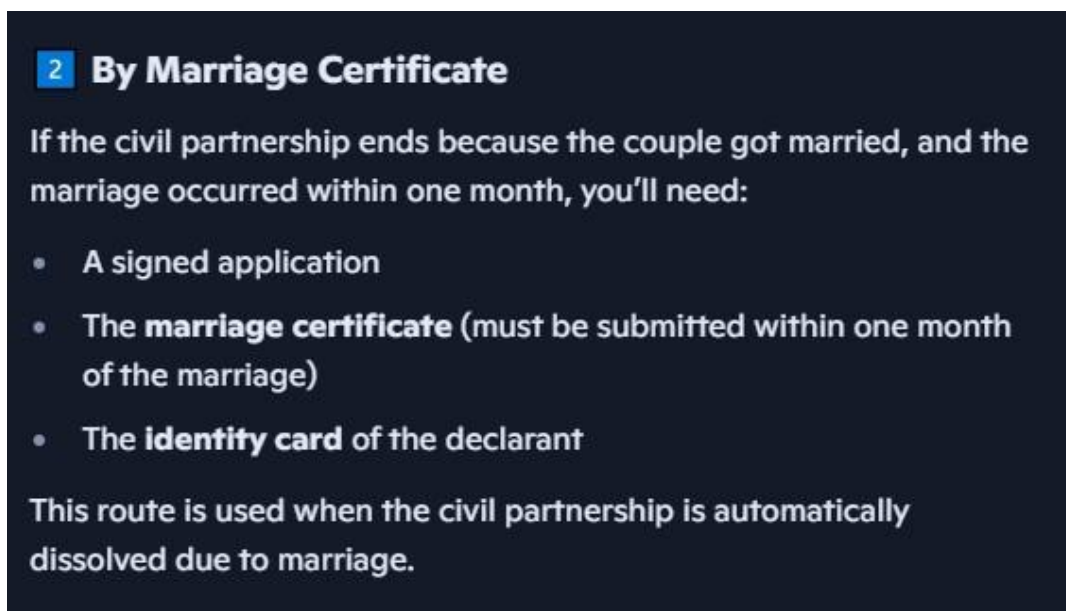 2 By Marriage Certificate
If the civil partnership ends because the couple got married, and the
marriage occurred within one month, you’ll need:
• A signed application
• The marriage certificate (must be submitted within one month
of the marriage)
• The identity card of the declarant
This route is used when the civil partnership is automatically
dissolved due to marriage.